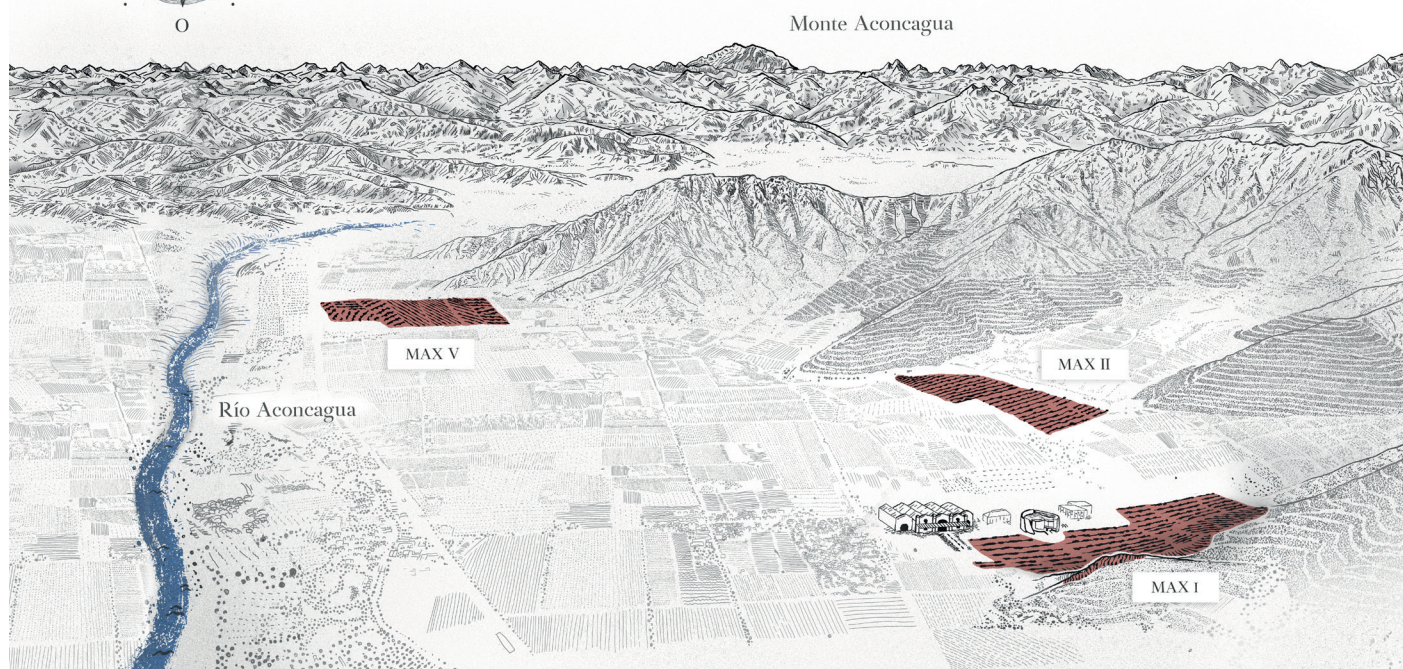 O
Monte Aconcagua
MAX V
MAX II
Río Aconcagua
MAX I